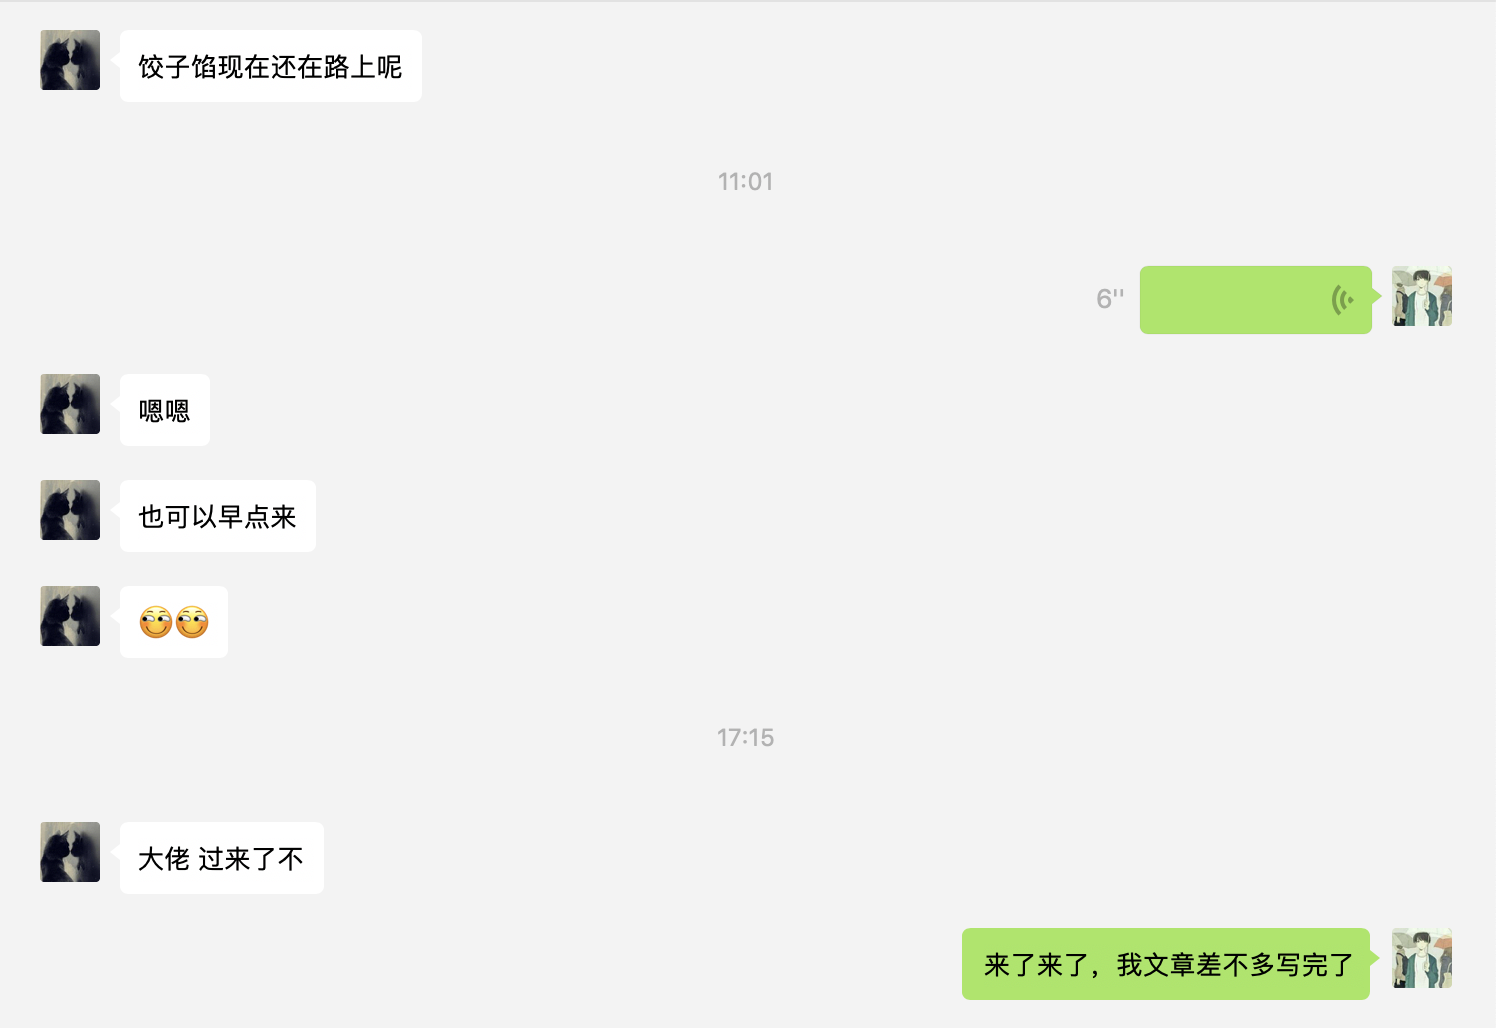 饺子馅现在还在路上呢
11:01
6''
嗯嗯
也可以早点来
17:15
大佬 过来了不
来了来了，我文章差不多写完了